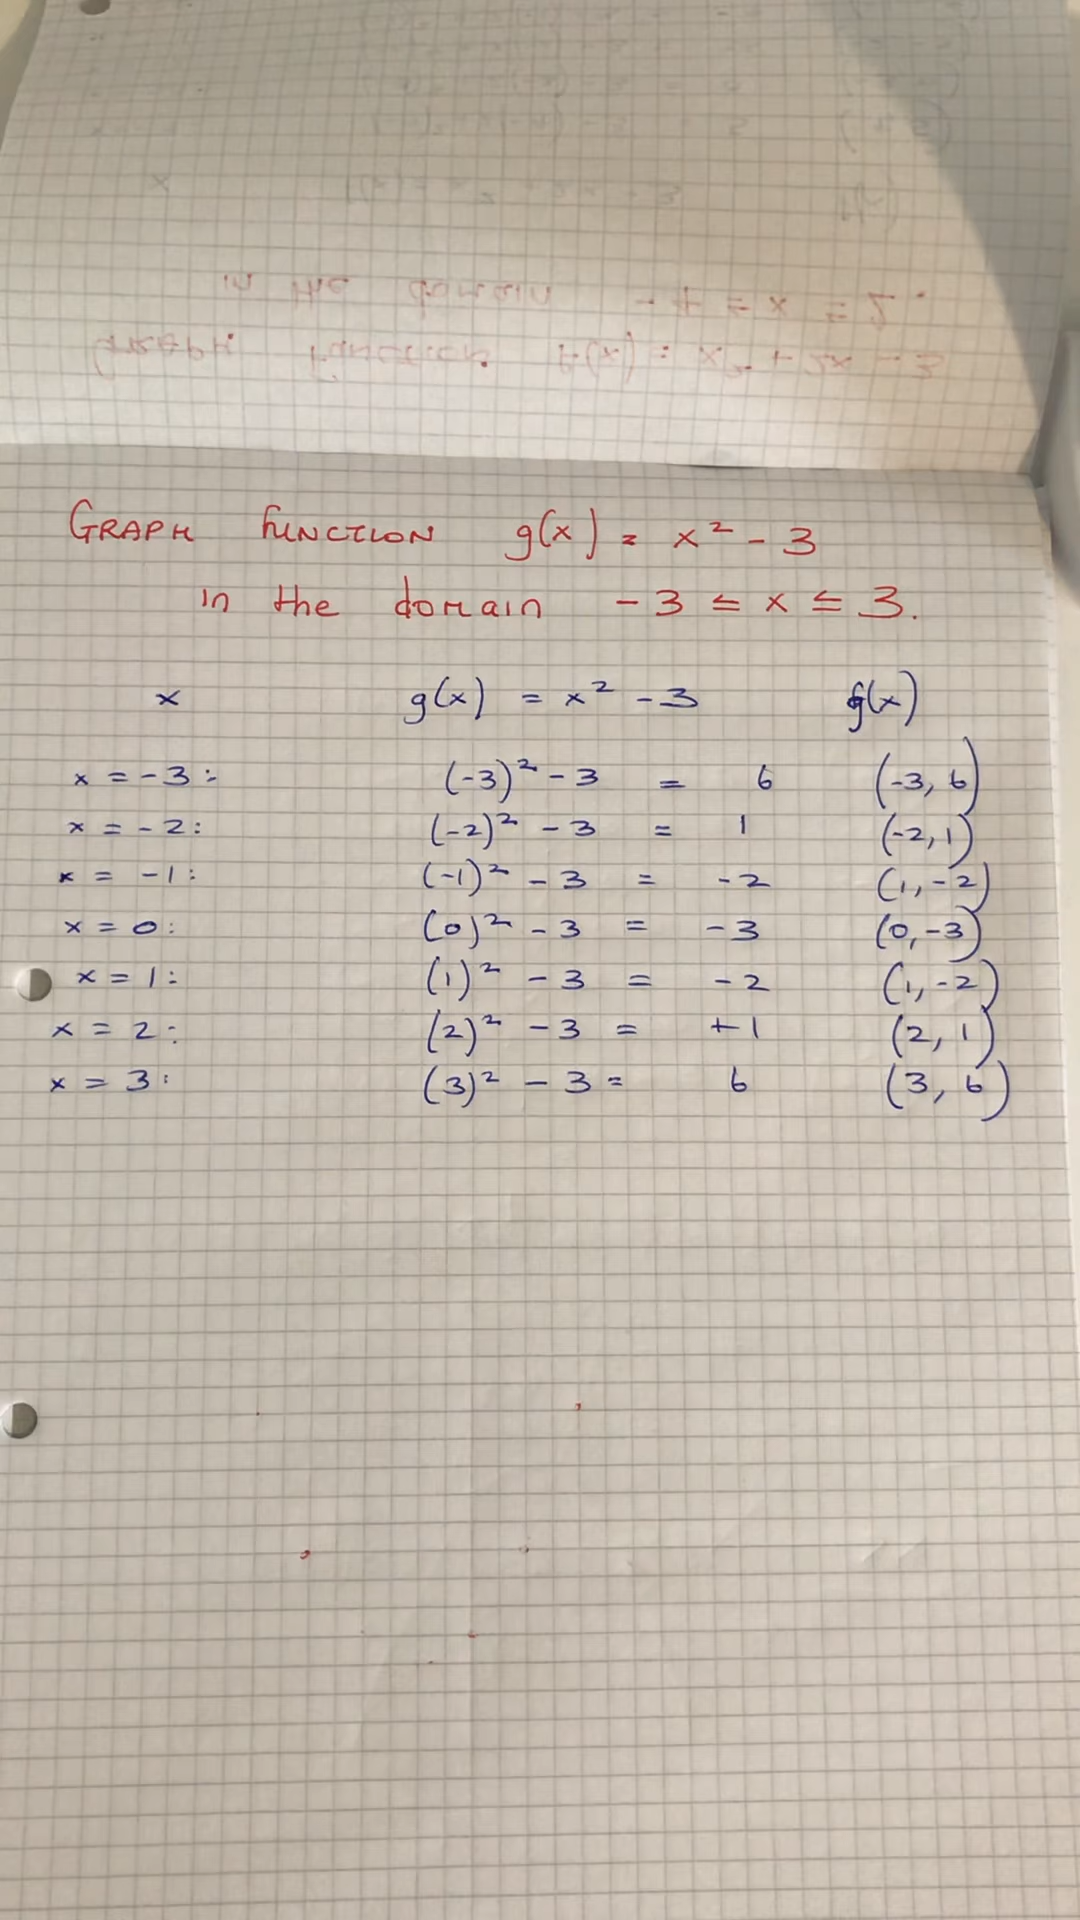 GRAPH FUNCTION g(x) = x² - 3
in the domain - 3 ≤ x ≤ 3.
x g(x) = x² - 3 f(x)
x = -3: (-3)² - 3 = 6 (-3, 6)
x = -2: (-2)² - 3 = 1 (-2, 1)
x = -1: (-1)² - 3 = -2 (1, -2)
x = 0: (0)² - 3 = -3 (0, -3)
x = 1: (1)² - 3 = -2 (1, -2)
x = 2: (2)² - 3 = +1 (2, 1)
x = 3: (3)² - 3 = 6 (3, 6)